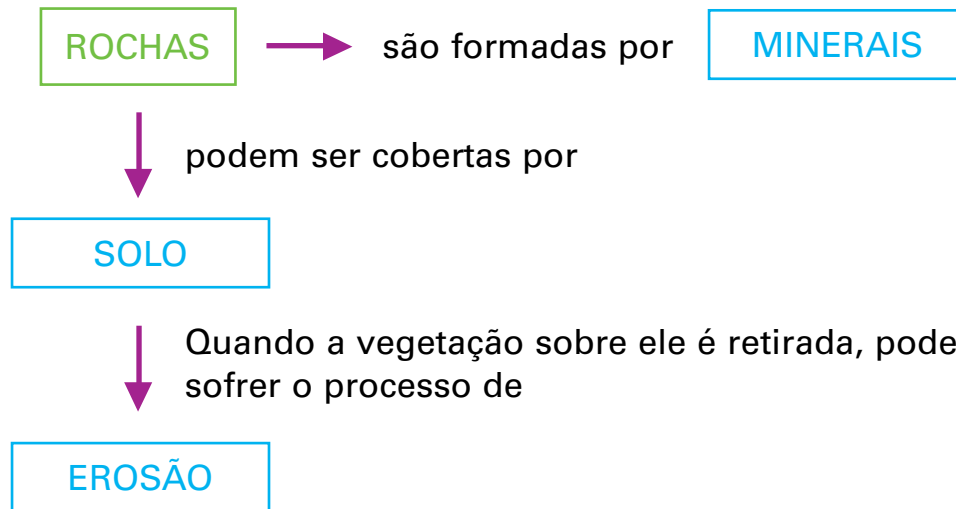 ROCHAS são formadas por MINERAIS
podem ser cobertas por
SOLO
Quando a vegetação sobre ele é retirada, pode
sofrer o processo de
EROSÃO